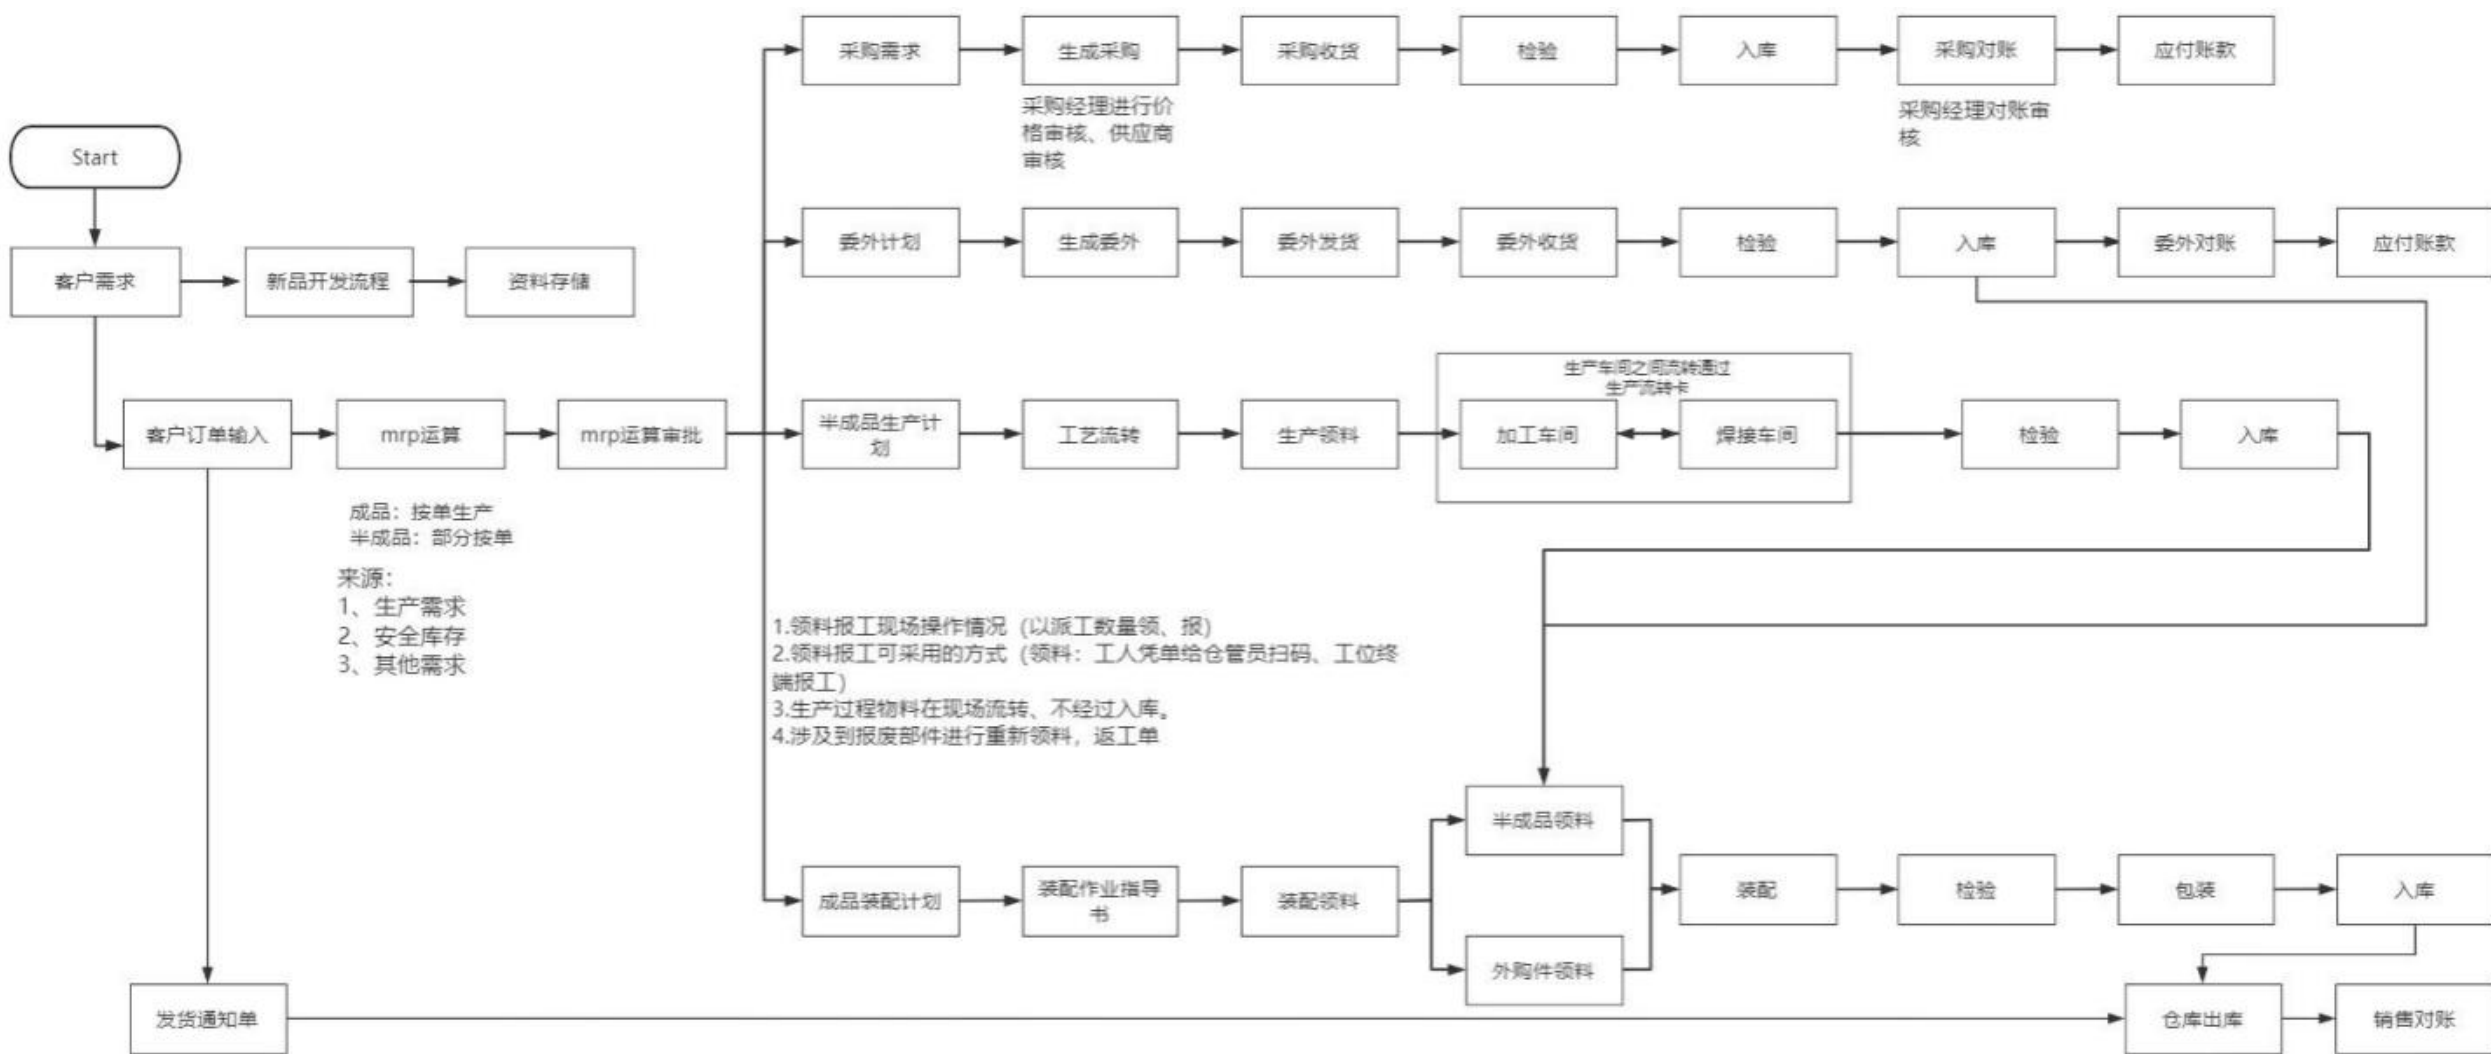 采购需求
生成采购
采购收货
检验
入库
采购对账
应付账款
采购经理进行价
格审核、供应商
审核
采购经理对账审
核
Start
委外计划
生成委外
委外发货
委外收货
检验
入库
委外对账
应付账款
客户需求
新品开发流程
资料存储
生产车间之间流转通过
生产流转卡
客户订单输入
mrp运算
mrp运算审批
半成品生产计
划
工艺流转
生产领料
加工车间
焊接车间
检验
入库
成品：按单生产
半成品：部分按单
来源：
1、生产需求
2、安全库存
3、其他需求
1.领料报工现场操作情况（以派工数量领、报）
2.领料报工可采用的方式（领料：工人凭单给仓管员扫码、工位终
端报工）
3.生产过程物料在现场流转、不经过入库。
4.涉及到报废部件进行重新领料，返工单
半成品领料
成品装配计划
装配作业指导
书
装配领料
装配
检验
包装
入库
外购件领料
发货通知单
仓库出库
销售对账